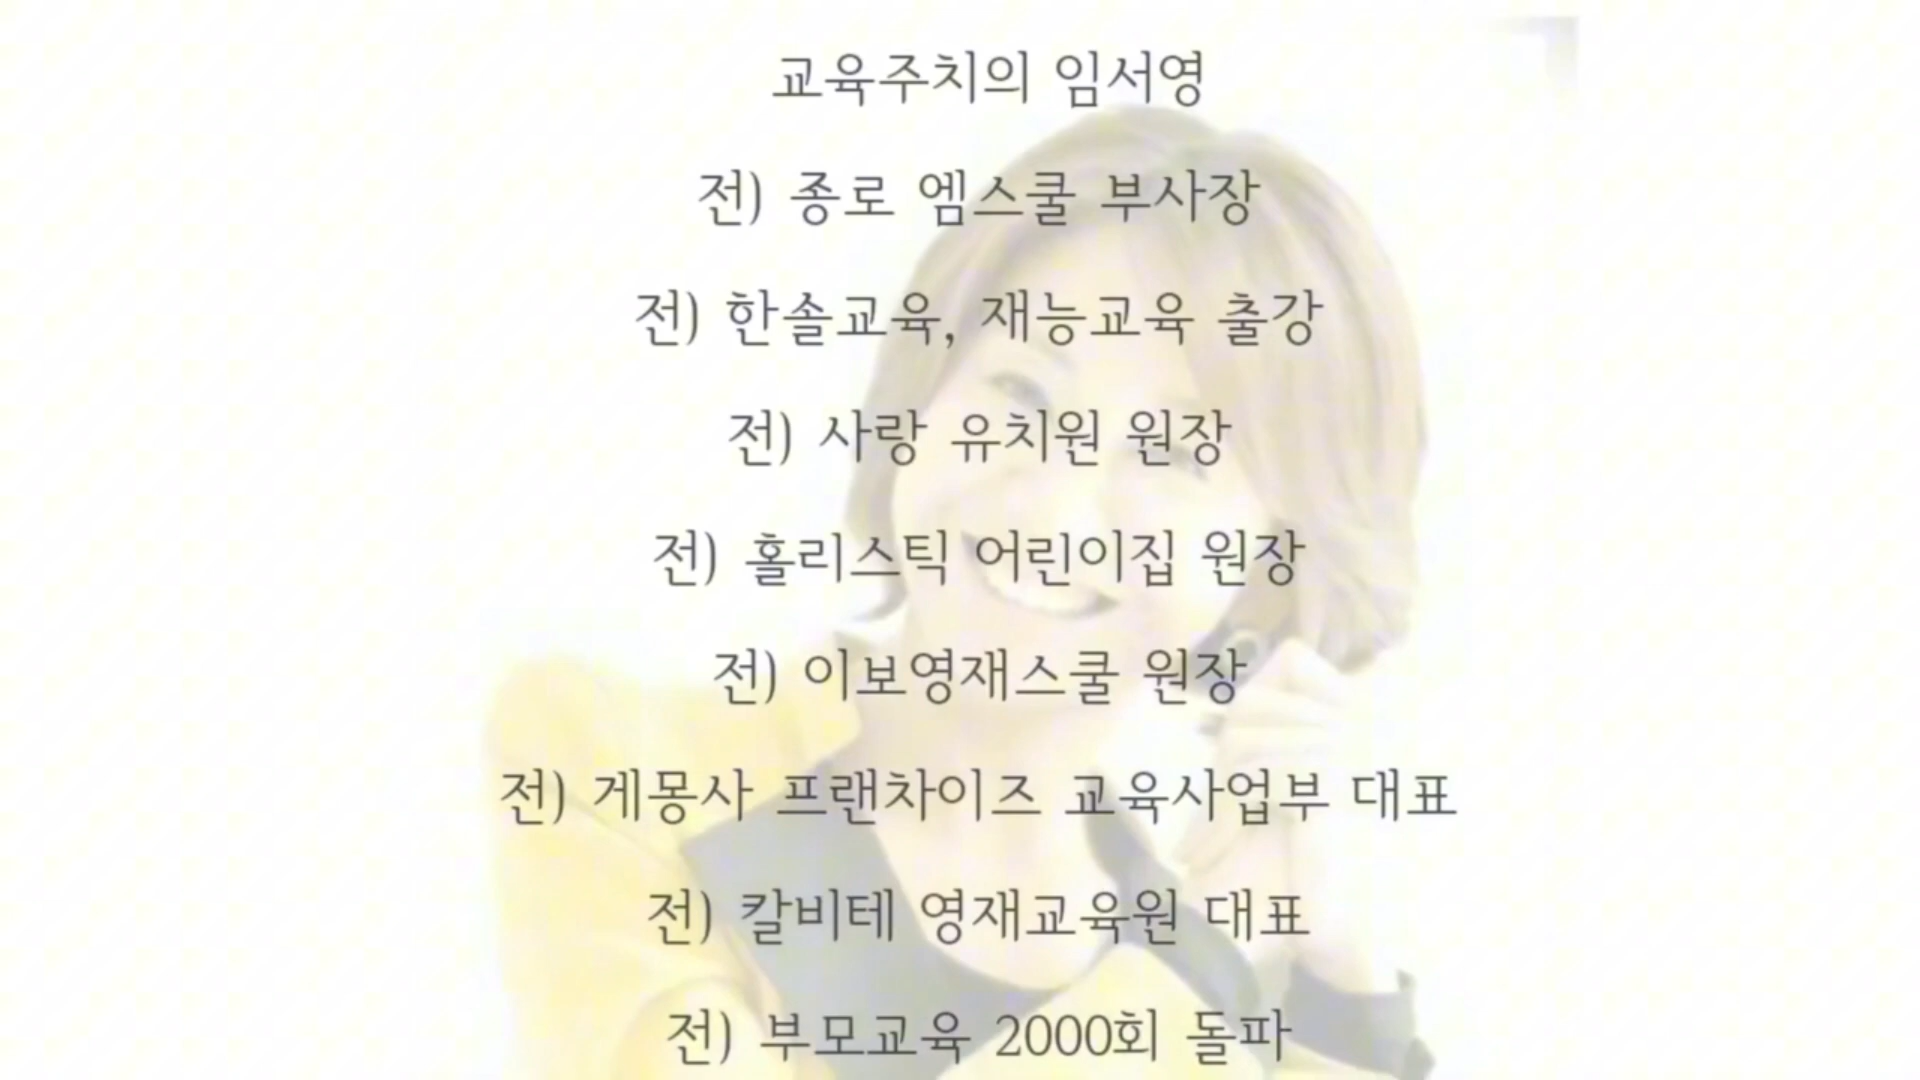 교육주치의 임서영
전) 종로 엠스쿨 부사장
전) 한솔교육, 재능교육 출강
전) 사랑 유치원 원장
전) 홀리스틱 어린이집 원장
전) 이보영재스쿨 원장
전) 게몽사 프랜차이즈 교육사업부 대표
전) 칼비테 영재교육원 대표
전) 부모교육 2000회 돌파